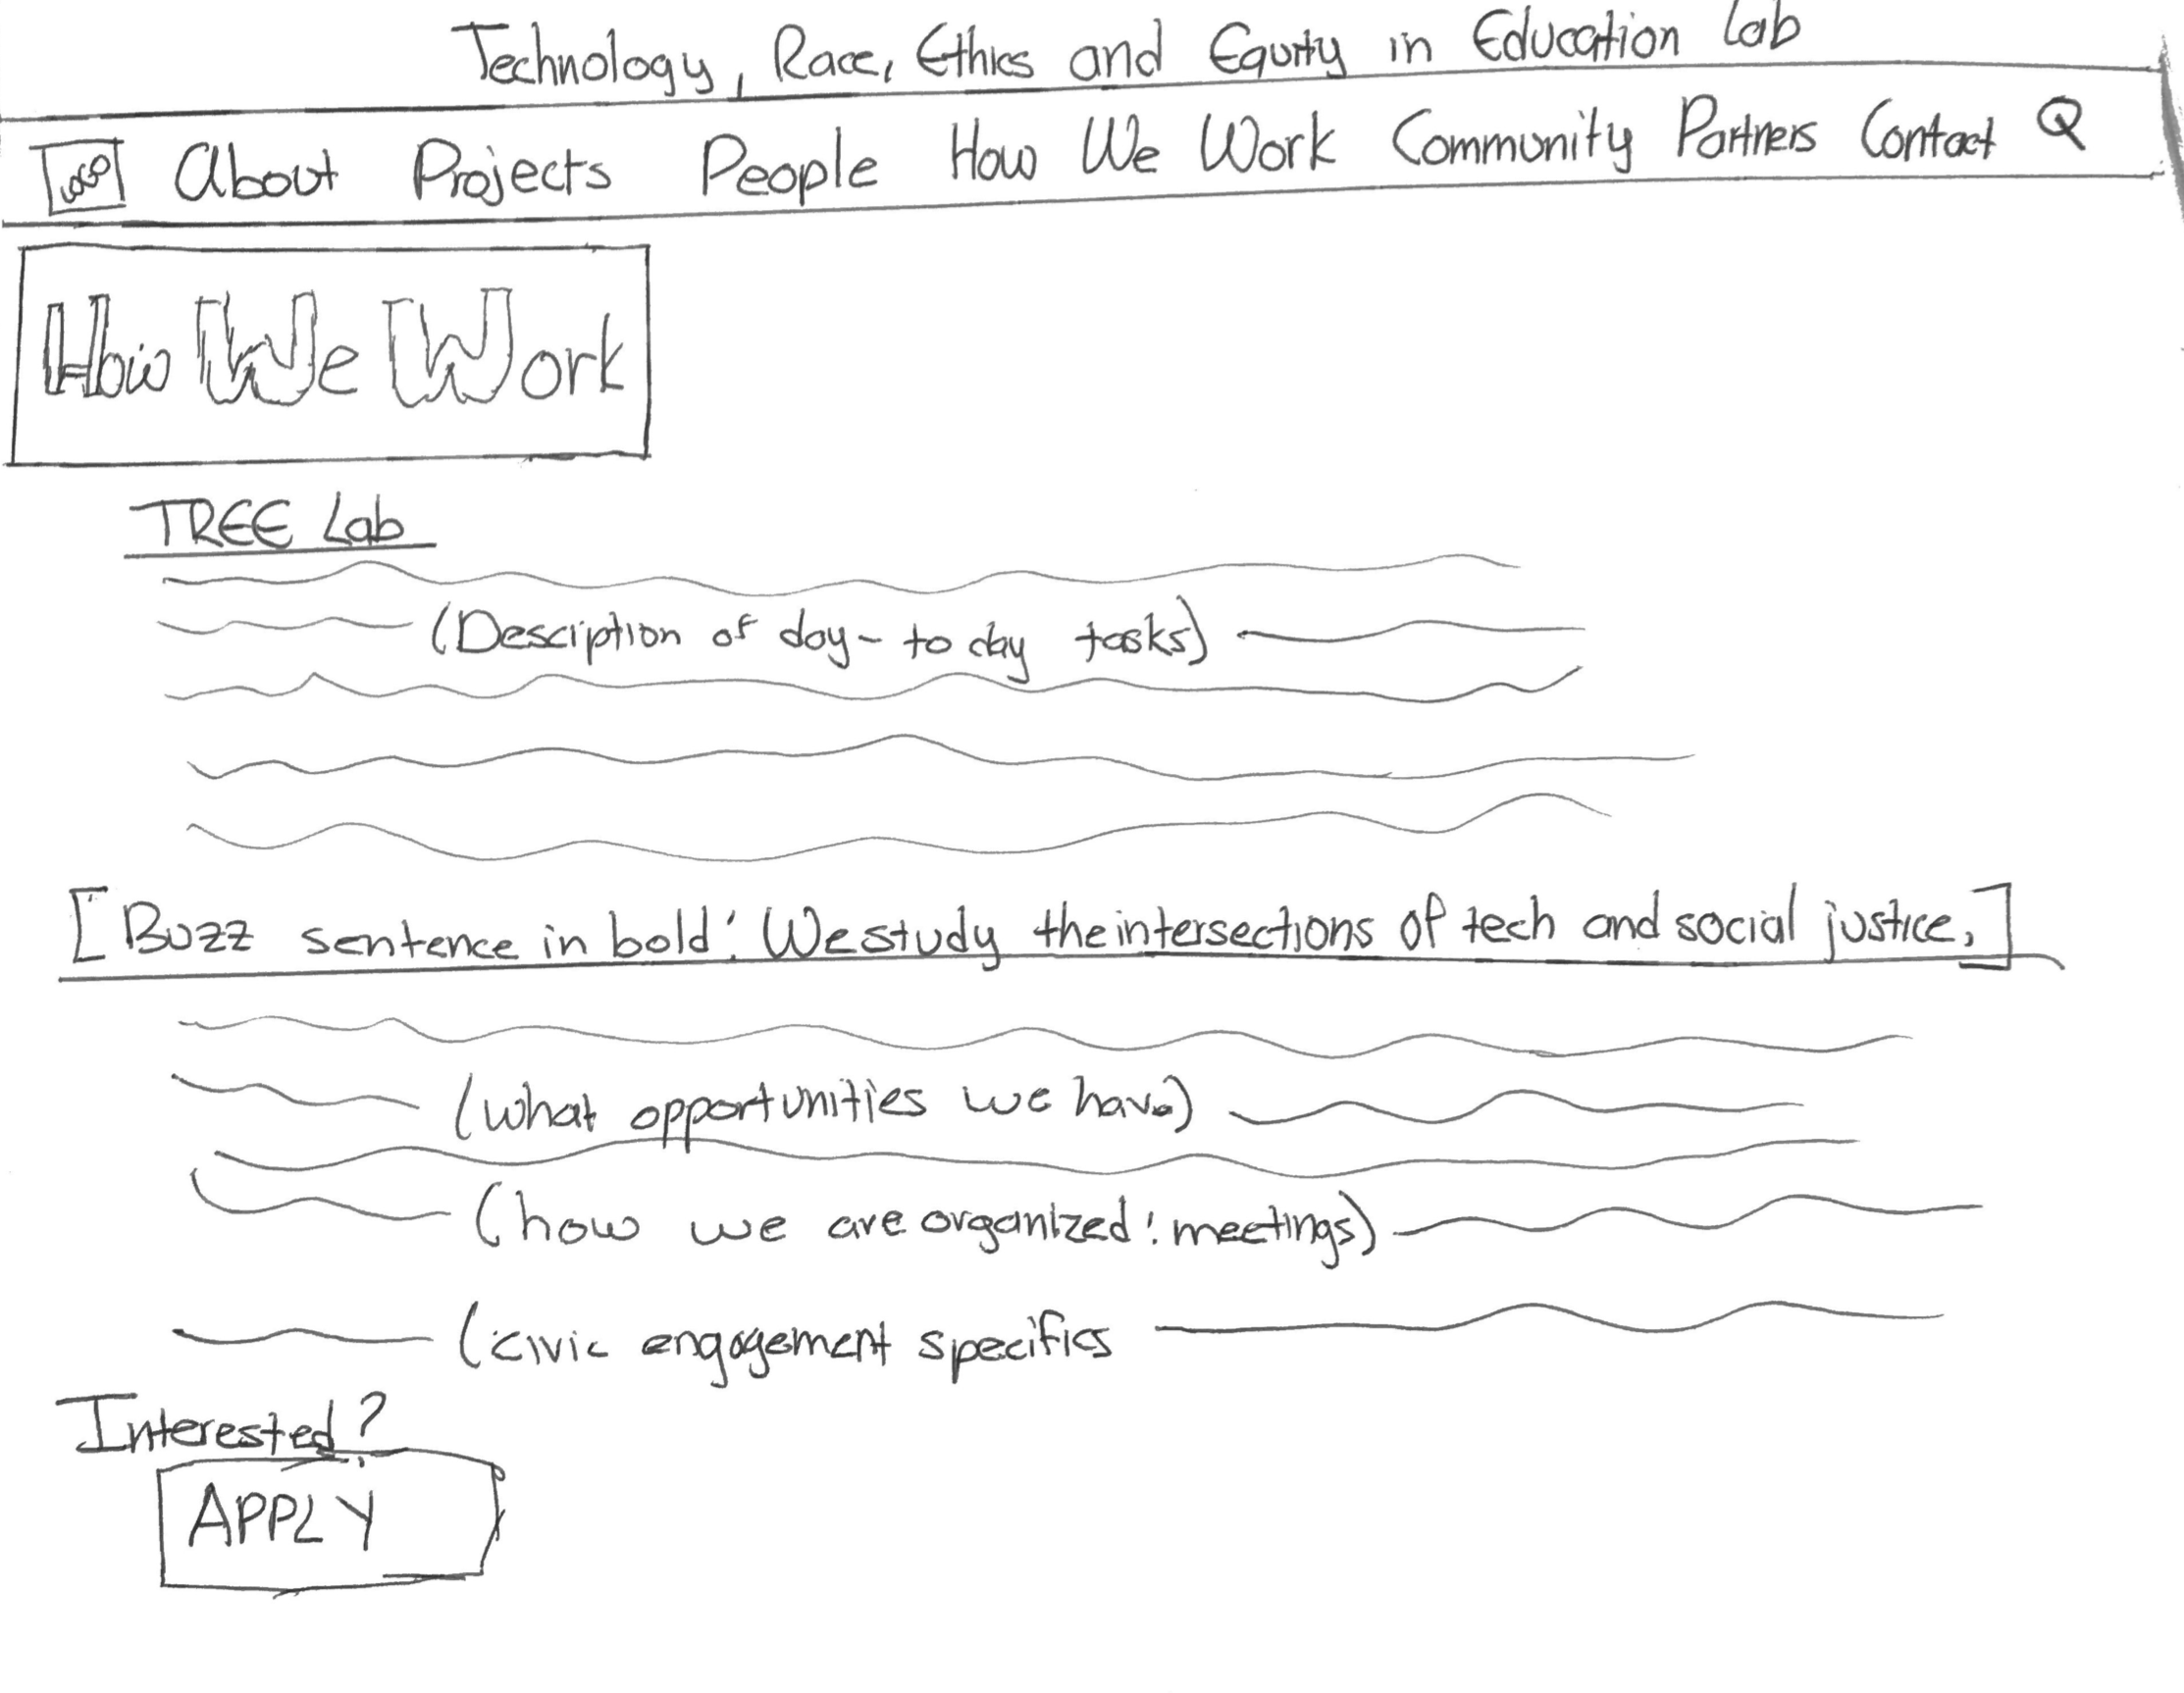 Technology, Race, Ethics and Equity in Education Lab
LOGO About Projects People How We Work Community Partners Contact Q
How We Work
TREE Lab
(Desciption of day-to day tasks)
[Buzz sentence in bold: We study the intersections of tech and social justice.]
(what opportunities we have)
(how we are organized: meetings)
(civic engagement specifics
Interested?
APPLY